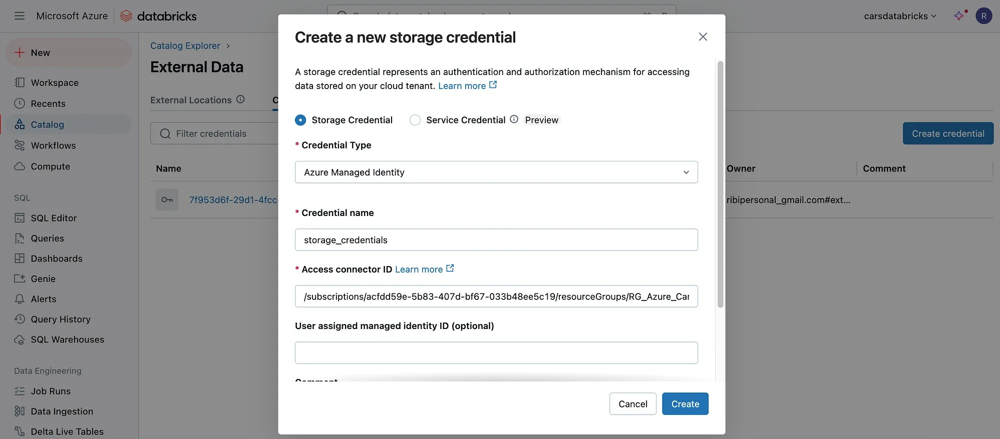 Microsoft Azure
databricks
carsdatabricks
R
New
Workspace
Recents
Catalog
Workflows
Compute
SQL
SQL Editor
Queries
Dashboards
Genie
Alerts
Query History
SQL Warehouses
Data Engineering
Job Runs
Data Ingestion
Delta Live Tables
Catalog Explorer
External Data
External Locations
Filter credentials
Create credential
Name
Owner
Comment
7f953d6f-29d1-4fcc-
ribipersonal_gmail.com#ext...
Create a new storage credential
A storage credential represents an authentication and authorization mechanism for accessing
data stored on your cloud tenant. Learn more
Storage Credential
Service Credential
Preview
* Credential Type
Azure Managed Identity
* Credential name
storage_credentials
* Access connector ID Learn more
/subscriptions/acfdd59e-5b83-407d-bf67-033b48ee5c19/resourceGroups/RG_Azure_Car
User assigned managed identity ID (optional)
Comment
Cancel
Create